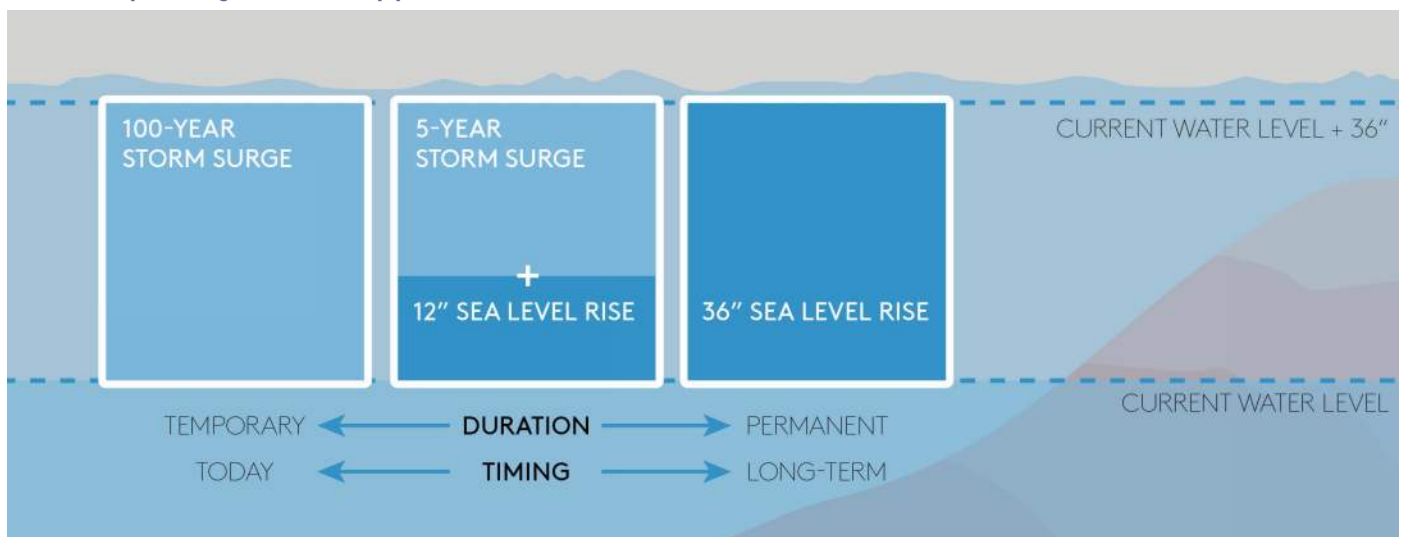 100-YEAR
STORM SURGE
5-YEAR
STORM SURGE
+
12” SEA LEVEL RISE
36” SEA LEVEL RISE
CURRENT WATER LEVEL + 36”
CURRENT WATER LEVEL
TEMPORARY DURATION PERMANENT
TODAY TIMING LONG-TERM